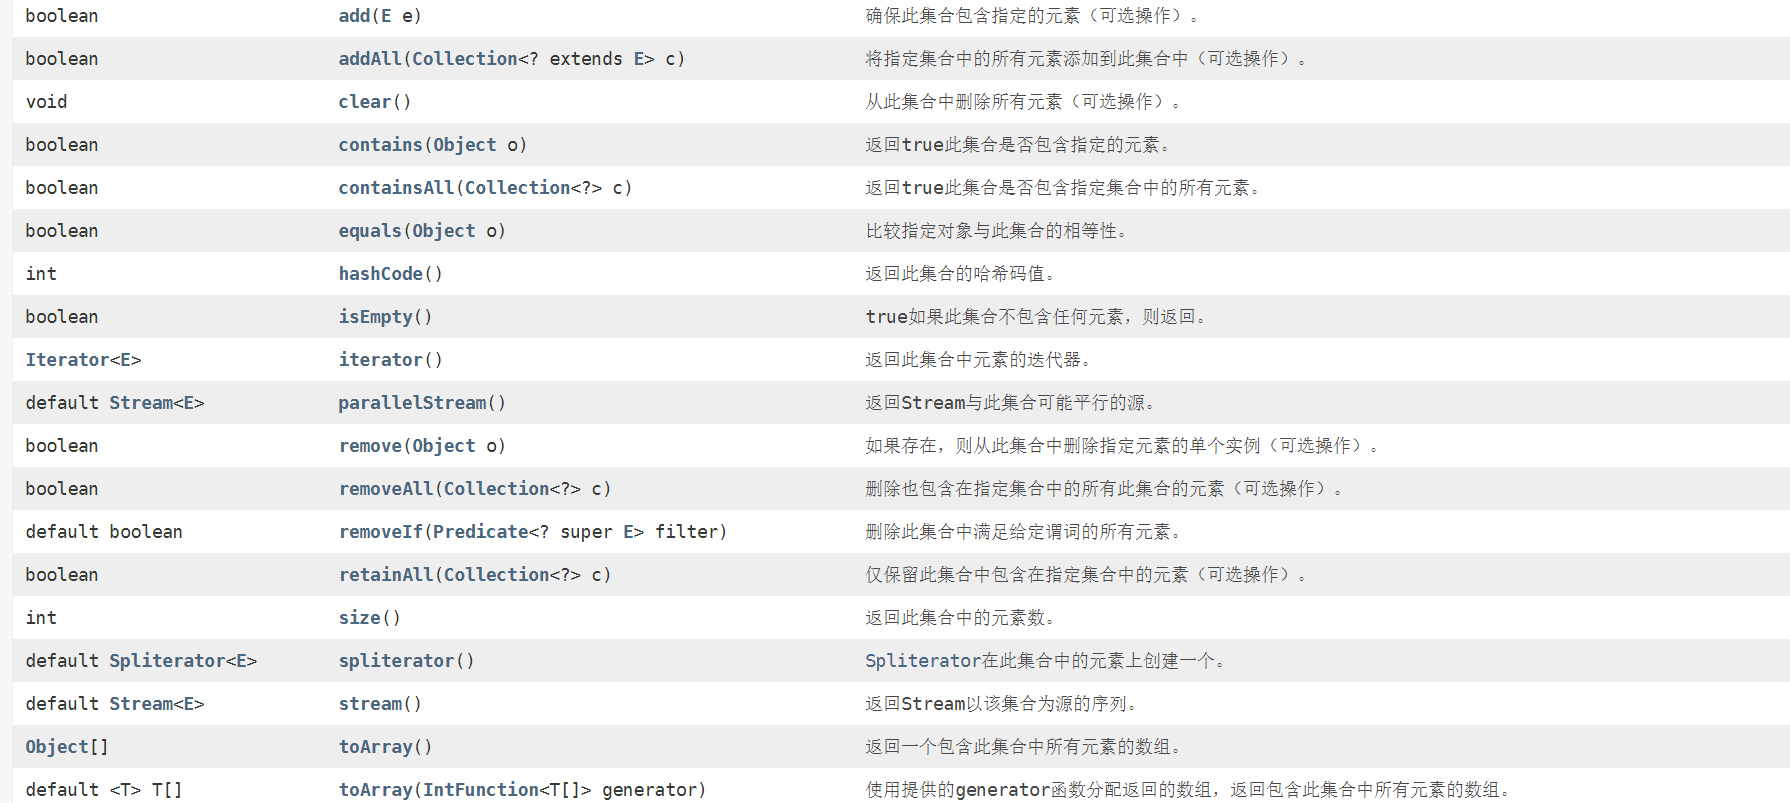 boolean add(E e) 确保此集合包含指定的元素（可选操作）。
boolean addAll(Collection<? extends E> c) 将指定集合中的所有元素添加到此集合中（可选操作）。
void clear() 从此集合中删除所有元素（可选操作）。
boolean contains(Object o) 返回true此集合是否包含指定的元素。
boolean containsAll(Collection<?> c) 返回true此集合是否包含指定集合中的所有元素。
boolean equals(Object o) 比较指定对象与此集合的相等性。
int hashCode() 返回此集合的哈希码值。
boolean isEmpty() true如果此集合不包含任何元素，则返回。
Iterator<E> iterator() 返回此集合中元素的迭代器。
default Stream<E> parallelStream() 返回Stream与此集合可能平行的源。
boolean remove(Object o) 如果存在，则从此集合中删除指定元素的单个实例（可选操作）。
boolean removeAll(Collection<?> c) 删除也包含在指定集合中的所有此集合的元素（可选操作）。
default boolean removeIf(Predicate<? super E> filter) 删除此集合中满足给定谓词的所有元素。
boolean retainAll(Collection<?> c) 仅保留此集合中包含在指定集合中的元素（可选操作）。
int size() 返回此集合中的元素数。
default Spliterator<E> spliterator() Spliterator在此集合中的元素上创建一个。
default Stream<E> stream() 返回Stream以该集合为源的序列。
Object[] toArray() 返回一个包含此集合中所有元素的数组。
default <T> T[] toArray(IntFunction<T[]> generator) 使用提供的generator函数分配返回的数组，返回包含此集合中所有元素的数组。